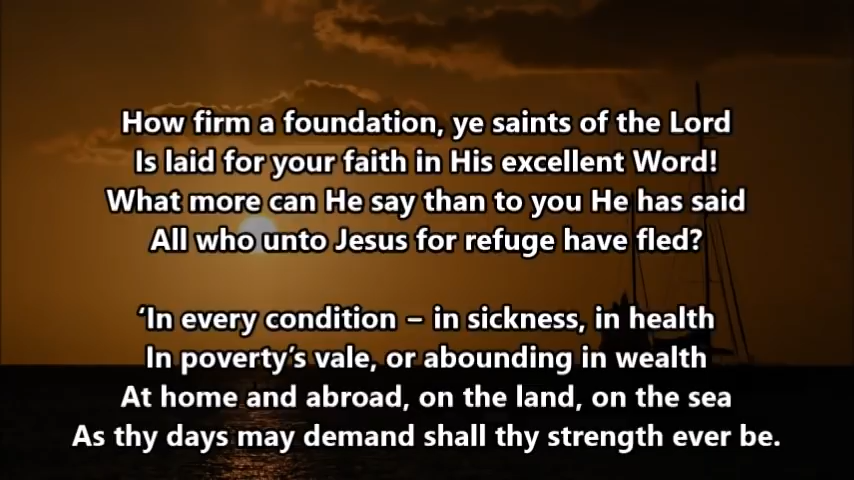 How firm a foundation, ye saints of the Lord
Is laid for your faith in His excellent Word!
What more can He say than to you He has said
All who unto Jesus for refuge have fled?
‘In every condition – in sickness, in health
In poverty’s vale, or abounding in wealth
At home and abroad, on the land, on the sea
As thy days may demand shall thy strength ever be.